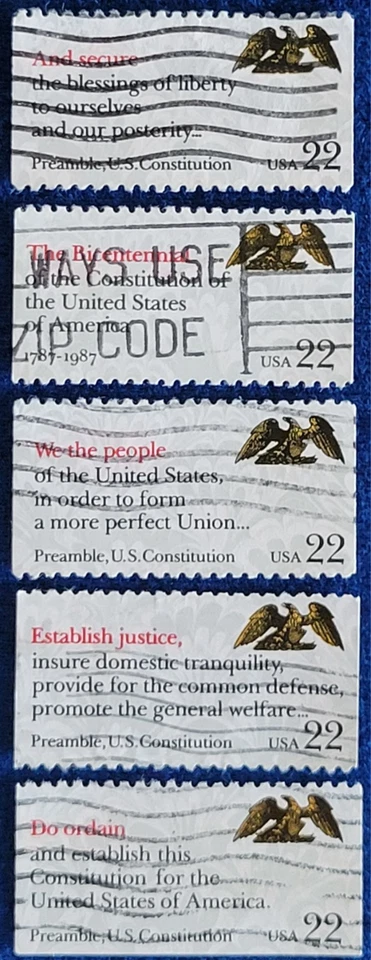 And secure
the blessings of liberty
to ourselves
and our posterity...
Preamble, U.S. Constitution USA 22
The Bicentennial
of the Constitution of
the United States
of America
1787-1987 USA 22
WAYS USE
ZIP CODE
We the people
of the United States,
in order to form
a more perfect Union...
Preamble, U.S. Constitution USA 22
Establish justice,
insure domestic tranquility,
provide for the common defense,
promote the general welfare...
Preamble, U.S. Constitution USA 22
Do ordain
and establish this
Constitution for the
United States of America.
Preamble, U.S. Constitution USA 22